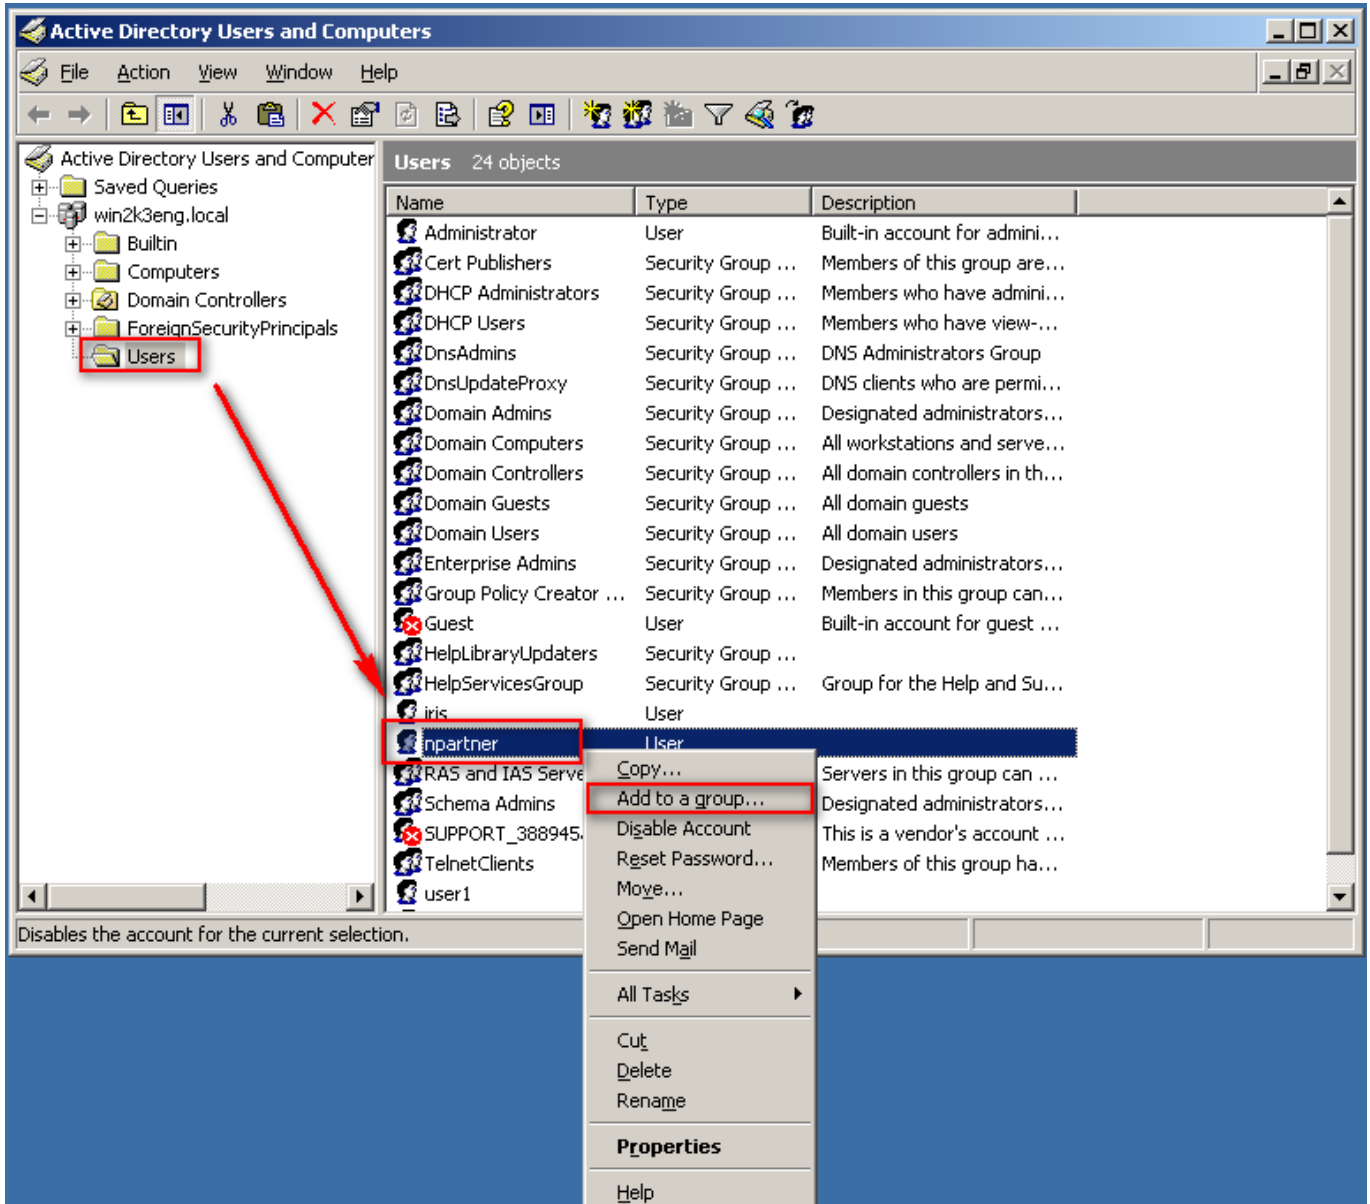 Active Directory Users and Computers
File Action View Window Help
Active Directory Users and Computer
Saved Queries
win2k3eng.local
Builtin
Computers
Domain Controllers
ForeignSecurityPrincipals
Users
Users 24 objects
Name Type Description
Administrator User Built-in account for admini...
Cert Publishers Security Group ... Members of this group are...
DHCP Administrators Security Group ... Members who have admini...
DHCP Users Security Group ... Members who have view-...
DnsAdmins Security Group ... DNS Administrators Group
DnsUpdateProxy Security Group ... DNS clients who are permi...
Domain Admins Security Group ... Designated administrators...
Domain Computers Security Group ... All workstations and serve...
Domain Controllers Security Group ... All domain controllers in th...
Domain Guests Security Group ... All domain guests
Domain Users Security Group ... All domain users
Enterprise Admins Security Group ... Designated administrators...
Group Policy Creator ... Security Group ... Members in this group can...
Guest User Built-in account for guest ...
HelpLibraryUpdaters Security Group ...
HelpServicesGroup Security Group ... Group for the Help and Su...
iris User
npartner User
RAS and IAS Serve Servers in this group can ...
Schema Admins Designated administrators...
SUPPORT_388945 This is a vendor's account ...
TelnetClients Members of this group ha...
user1
Copy...
Add to a group...
Disable Account
Reset Password...
Move...
Open Home Page
Send Mail
All Tasks
Cut
Delete
Rename
Properties
Help
Disables the account for the current selection.